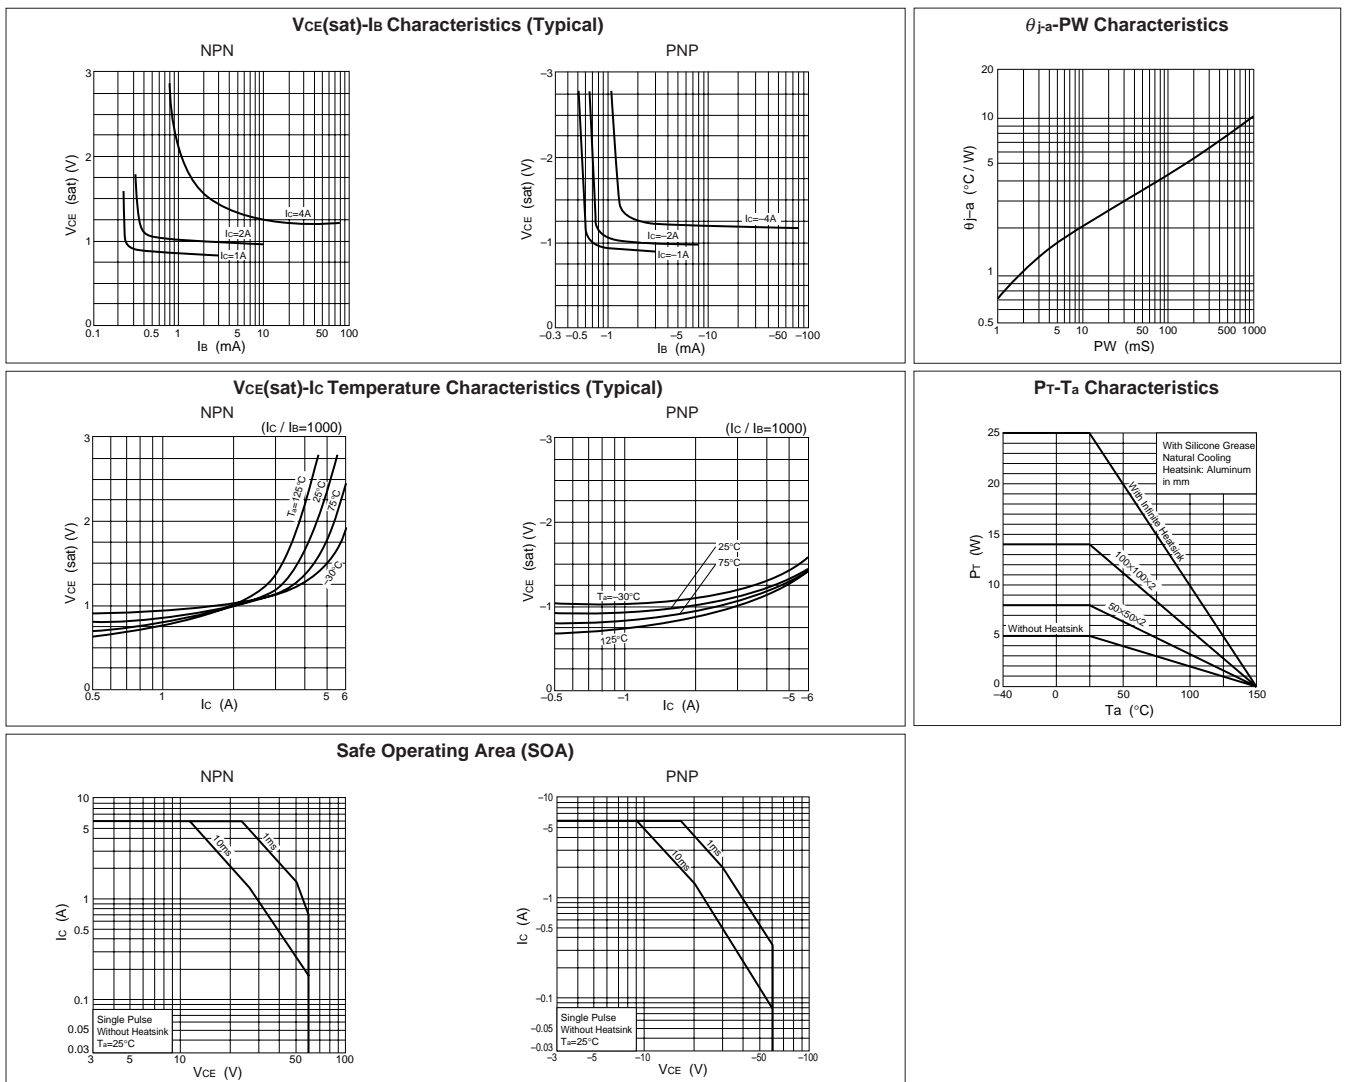 VCE(sat)-IB Characteristics (Typical)
NPN
3
2
1
0
VCE (sat) (V)
IC=4A
IC=2A
IC=1A
0.1 0.5 1 5 10 50 100
IB (mA)
PNP
–3
–2
–1
0
VCE (sat) (V)
IC=–4A
IC=–2A
IC=–1A
–0.3 –0.5 –1 –10 –50 –100
IB (mA)
θj-a-PW Characteristics
20
10
5
1
0.5
θj–a (°C / W)
1 5 10 50 100 500 1000
PW (mS)
VCE(sat)-IC Temperature Characteristics (Typical)
NPN
(IC / IB=1000)
3
2
1
0
VCE (sat) (V)
Ta=125°C
25°C
75°C
–30°C
0.5 1 5 6
IC (A)
PNP
(IC / IB=1000)
–3
–2
–1
0
VCE (sat) (V)
25°C
75°C
Ta=–30°C
125°C
–0.5 -1 –5 –6
IC (A)
PT-Ta Characteristics
25
20
15
10
5
0
PT (W)
With Silicone Grease
Natural Cooling
Heatsink: Aluminum
in mm
With Infinite Heatsink
100×100×2
50×50×2
Without Heatsink
–40 0 50 100 150
Ta (°C)
Safe Operating Area (SOA)
NPN
10
5
1
0.5
0.1
0.05
0.03
IC (A)
10ms
1ms
Single Pulse
Without Heatsink
Ta=25°C
3 5 10 50 100
VCE (V)
PNP
–10
–5
–1
–0.5
–0.1
–0.05
–0.03
IC (A)
10ms
1ms
Single Pulse
Without Heatsink
Ta=25°C
–3 –5 –10 –50 –100
VCE (V)